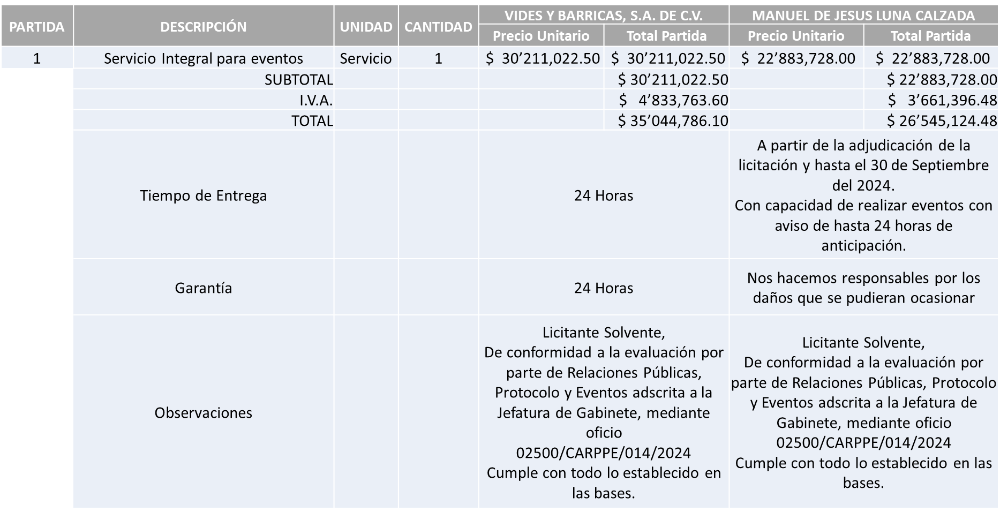 PARTIDA DESCRIPCIÓN UNIDAD CANTIDAD VIDES Y BARRICAS, S.A. DE C.V. MANUEL DE JESUS LUNA CALZADA
Precio Unitario Total Partida Precio Unitario Total Partida
1 Servicio Integral para eventos Servicio 1 $ 30’211,022.50 $ 30’211,022.50 $ 22’883,728.00 $ 22’883,728.00
SUBTOTAL $ 30’211,022.50 $ 22’883,728.00
I.V.A. $ 4’833,763.60 $ 3’661,396.48
TOTAL $ 35’044,786.10 $ 26’545,124.48
Tiempo de Entrega
24 Horas
A partir de la adjudicación de la
licitación y hasta el 30 de Septiembre
del 2024.
Con capacidad de realizar eventos con
aviso de hasta 24 horas de
anticipación.
Garantía
24 Horas
Nos hacemos responsables por los
daños que se pudieran ocasionar
Observaciones
Licitante Solvente,
De conformidad a la evaluación por
parte de Relaciones Públicas,
Protocolo y Eventos adscrita a la
Jefatura de Gabinete, mediante
oficio
02500/CARPPE/014/2024
Cumple con todo lo establecido en
las bases.
Licitante Solvente,
De conformidad a la evaluación por
parte de Relaciones Públicas, Protocolo
y Eventos adscrita a la Jefatura de
Gabinete, mediante oficio
02500/CARPPE/014/2024
Cumple con todo lo establecido en las
bases.